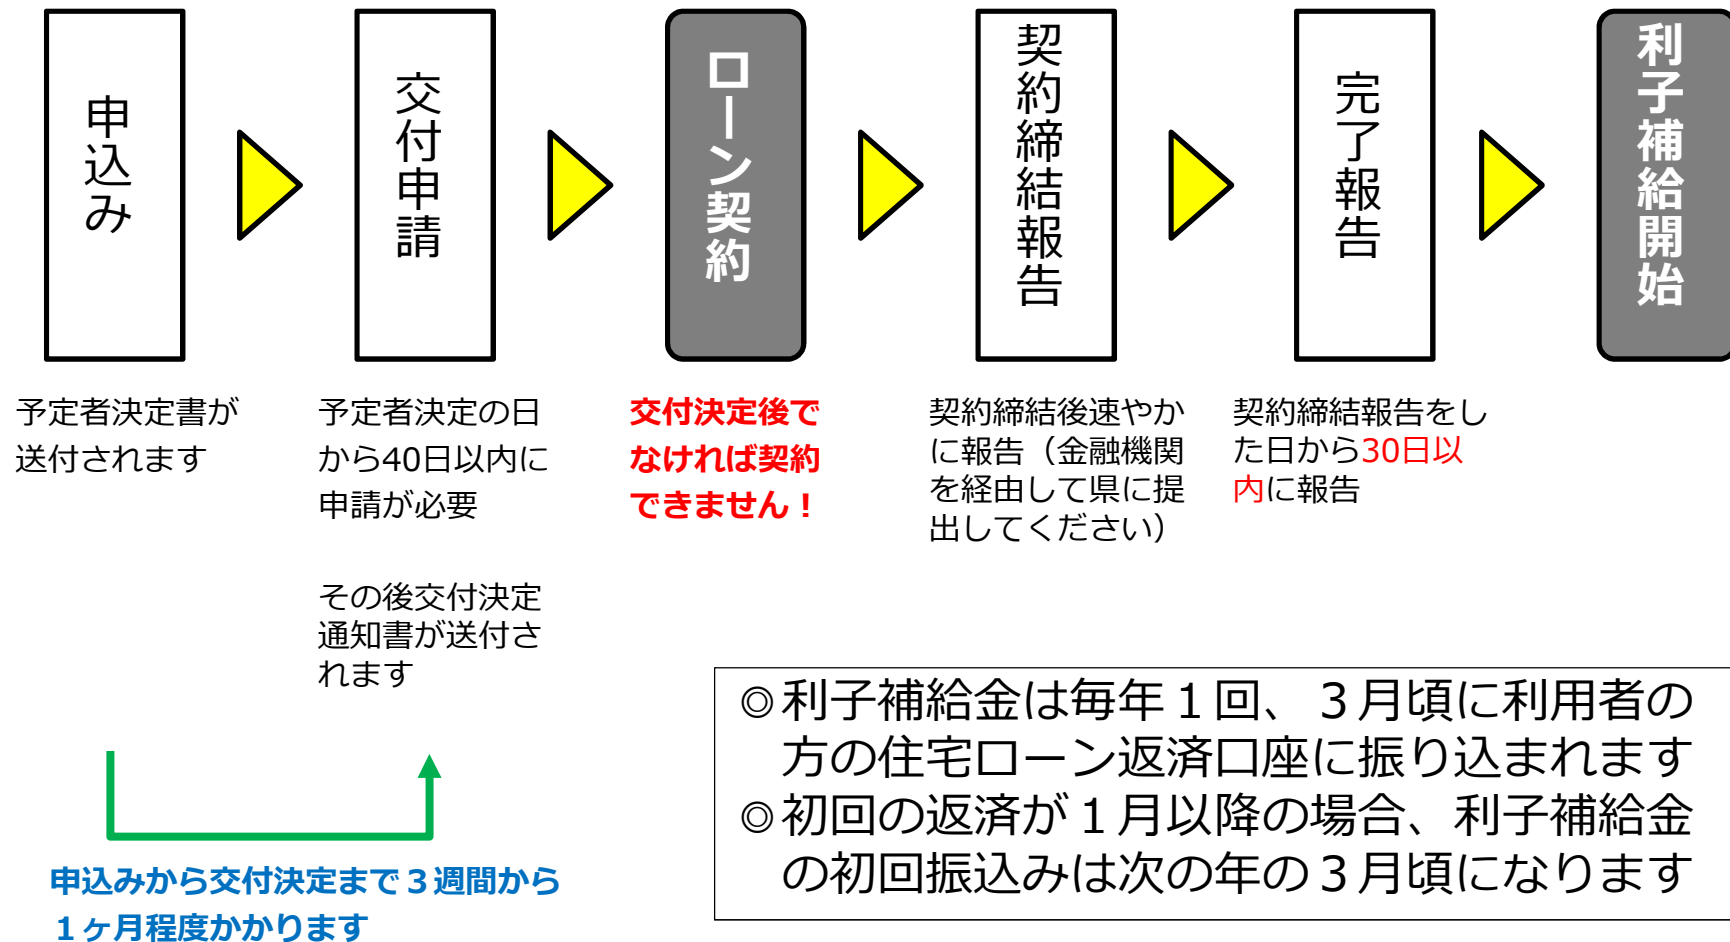 申込み
交付申請
ローン契約
契約締結報告
完了報告
利子補給開始
予定者決定書が
送付されます
予定者決定の日
から40日以内に
申請が必要
その後交付決定
通知書が送付さ
れます
交付決定後で
なければ契約
できません！
契約締結後速やか
に報告（金融機関
を経由して県に提
出してください）
契約締結報告をし
た日から30日以
内に報告
申込みから交付決定まで３週間から
１ヶ月程度かかります
◎利子補給金は毎年１回、３月頃に利用者の
方の住宅ローン返済口座に振り込まれます
◎初回の返済が１月以降の場合、利子補給金
の初回振込みは次の年の３月頃になります